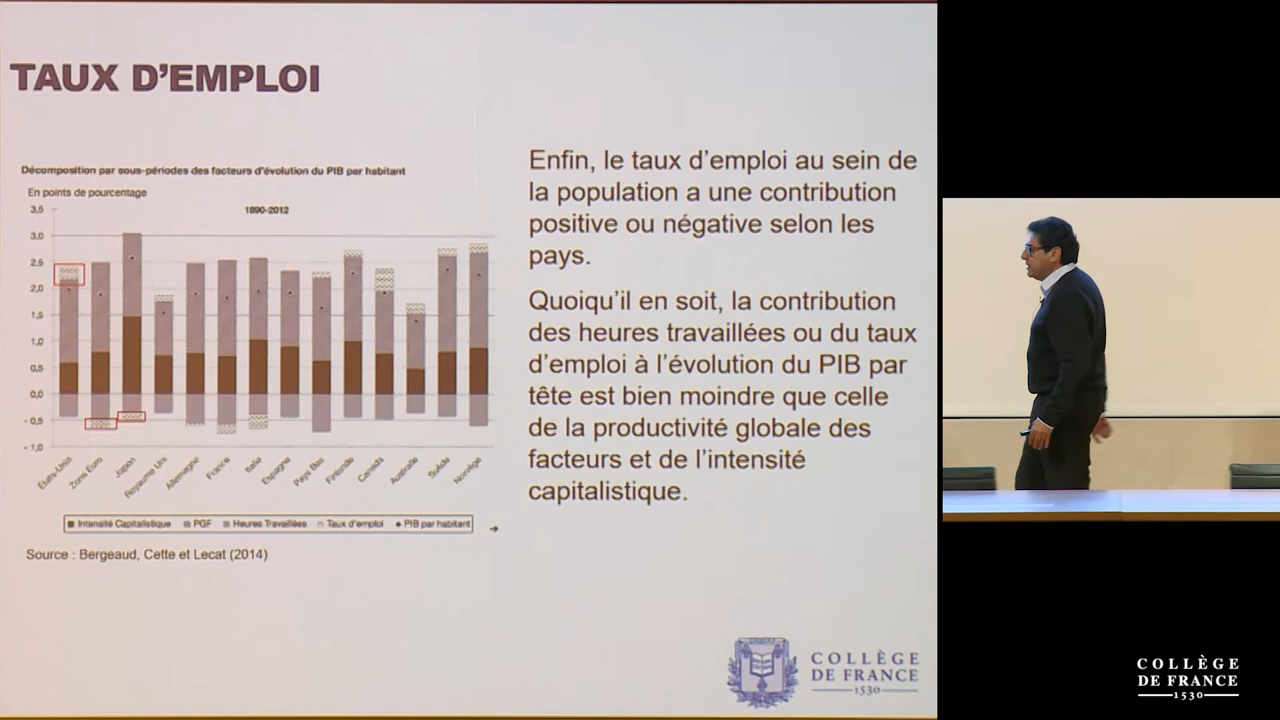 TAUX D'EMPLOI
Décomposition par sous-périodes des facteurs d'évolution du PIB par habitant
En points de pourcentage
1890-2012
3,5
3,0
2,5
2,0
1,5
1,0
0,5
0,0
- 0,5
- 1,0
États-Unis
Zone Euro
Japon
Royaume Uni
Allemagne
France
Italie
Espagne
Pays Bas
Finlande
Canada
Australie
Suède
Norvège
Intensité Capitalistique PGF Heures Travaillées Taux d'emploi PIB par habitant
Source : Bergeaud, Cette et Lecat (2014)
Enfin, le taux d'emploi au sein de
la population a une contribution
positive ou négative selon les
pays.
Quoiqu'il en soit, la contribution
des heures travaillées ou du taux
d'emploi à l'évolution du PIB par
tête est bien moindre que celle
de la productivité globale des
facteurs et de l'intensité
capitalistique.
COLLÈGE
DE FRANCE
1530
COLLÈGE
DE FRANCE
1530